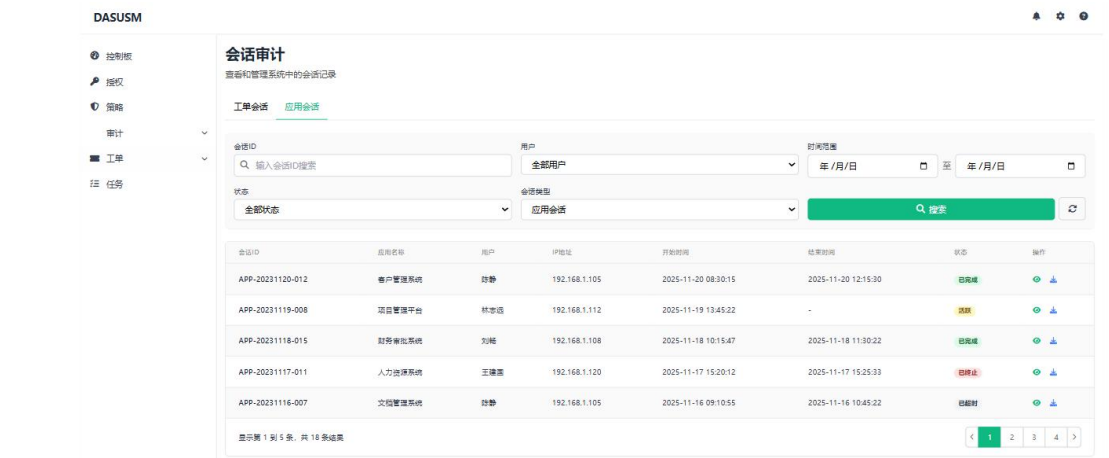 DASUSM
控制板
授权
策略
审计
工单
任务
会话审计
查看和管理系统中的会话记录
工单会话 应用会话
会话ID 用户 时间范围
输入会话ID搜索 全部用户 年/月/日 至 年/月/日
状态 会话类型
全部状态 应用会话 搜索
会话ID 应用名称 用户 IP地址 开始时间 结束时间 状态 操作
APP-20231120-012 客户管理系统 陈静 192.168.1.105 2025-11-20 08:30:15 2025-11-20 12:15:30 已完成
APP-20231119-008 项目管理平台 林志远 192.168.1.112 2025-11-19 13:45:22 - 活跃
APP-20231118-015 财务审批系统 刘畅 192.168.1.108 2025-11-18 10:15:47 2025-11-18 11:30:22 已完成
APP-20231117-011 人力资源系统 王建国 192.168.1.120 2025-11-17 15:20:12 2025-11-17 15:25:33 已终止
APP-20231116-007 文档管理系统 陈静 192.168.1.105 2025-11-16 09:10:55 2025-11-16 10:45:22 已超时
显示第 1 到 5 条，共 18 条结果 1 2 3 4